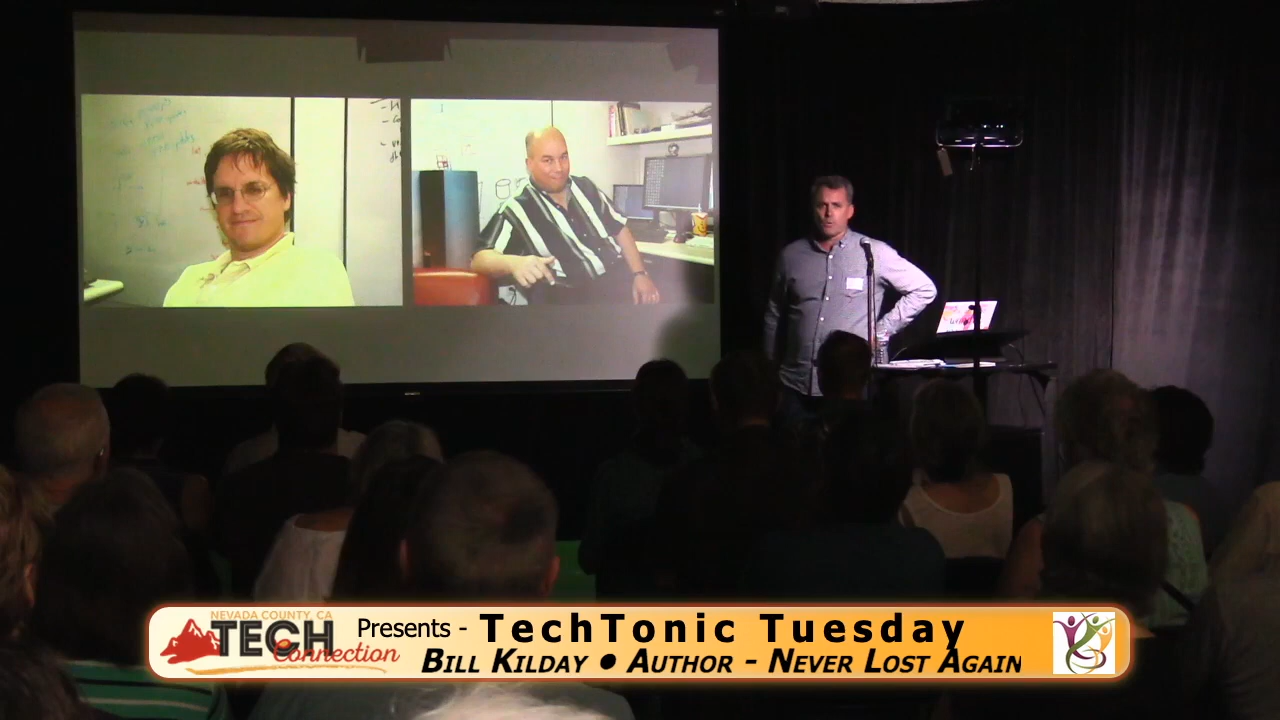 NEVADA COUNTY, CA
TECH
Connection
Presents - TechTonic Tuesday
BILL KILDAY • AUTHOR - NEVER LOST AGAIN